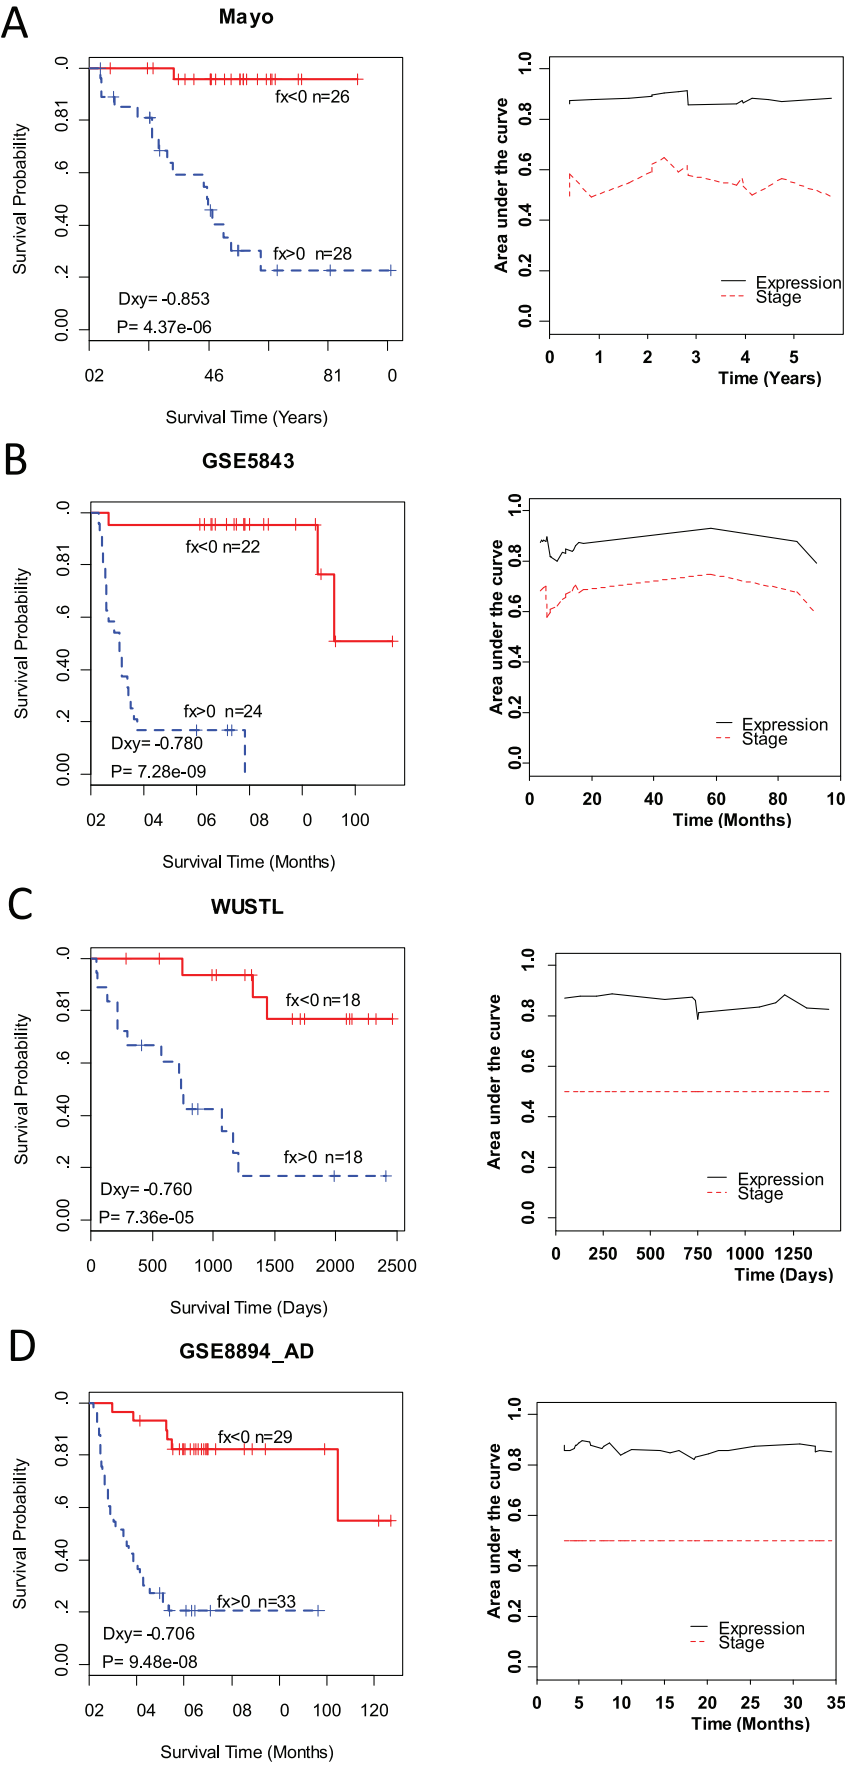 A
Mayo
Survival Probability
.0
0.81
.6
0.40
.2
0.00
fx<0 n=26
fx>0 n=28
Dxy= -0.853
P= 4.37e-06
02 46 81 0
Survival Time (Years)
Area under the curve
1.0
0.8
0.6
0.4
0.2
0.0
Expression
Stage
0 1 2 3 4 5
Time (Years)
B
GSE5843
Survival Probability
.0
0.81
.6
0.40
.2
0.00
fx<0 n=22
fx>0 n=24
Dxy= -0.780
P= 7.28e-09
02 04 06 08 0 100
Survival Time (Months)
Area under the curve
1.0
0.8
0.6
0.4
0.2
0.0
Expression
Stage
0 20 40 60 80 10
Time (Months)
C
WUSTL
Survival Probability
.0
0.81
.6
0.40
.2
0.00
fx<0 n=18
fx>0 n=18
Dxy= -0.760
P= 7.36e-05
0 500 1000 1500 2000 2500
Survival Time (Days)
Area under the curve
1.0
0.8
0.6
0.4
0.2
0.0
Expression
Stage
0 250 500 750 1000 1250
Time (Days)
D
GSE8894_AD
Survival Probability
.0
0.81
.6
0.40
.2
0.00
fx<0 n=29
fx>0 n=33
Dxy= -0.706
P= 9.48e-08
02 04 06 08 0 100 120
Survival Time (Months)
Area under the curve
1.0
0.8
0.6
0.4
0.2
0.0
Expression
Stage
0 5 10 15 20 25 30 35
Time (Months)